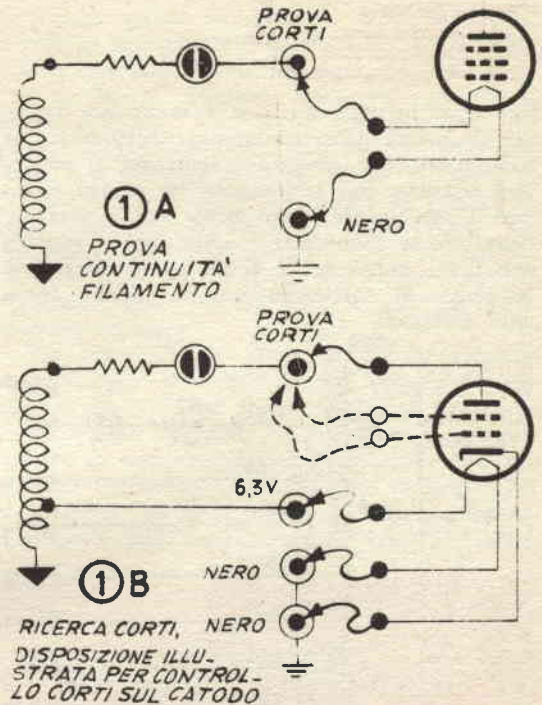 PROVA
CORTI
① A
NERO
PROVA
CONTINUITA'
FILAMENTO
PROVA
CORTI
6,3V
① B
NERO
RICERCA CORTI,
NERO
DISPOSIZIONE ILLU-
STRATA PER CONTROL-
LO CORTI SUL CATODO